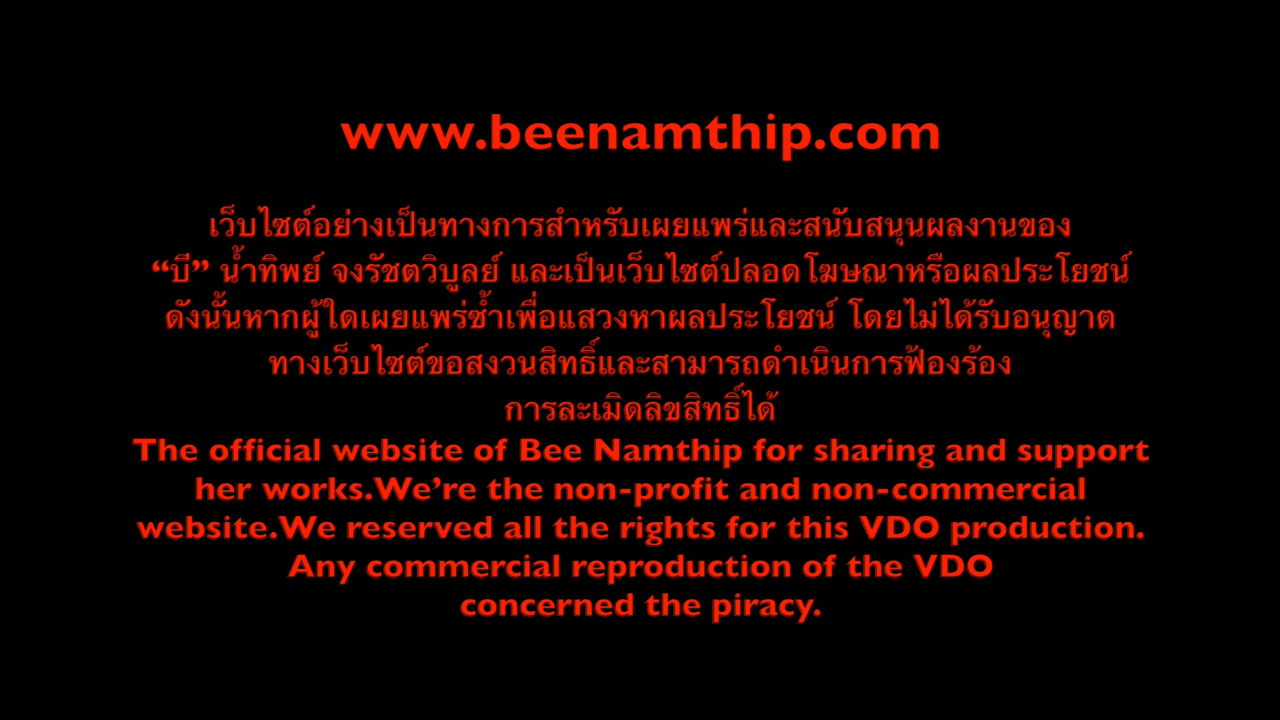 www.beenamthip.com
เว็บไซต์อย่างเป็นทางการสำหรับเผยแพร่และสนับสนุนผลงานของ
“บี” น้ำทิพย์ จงรัชตวิบูลย์ และเป็นเว็บไซต์ปลอดโฆษณาหรือผลประโยชน์
ดังนั้นหากผู้ใดเผยแพร่ซ้ำเพื่อแสวงหาผลประโยชน์ โดยไม่ได้รับอนุญาต
ทางเว็บไซต์ขอสงวนสิทธิ์และสามารถดำเนินการฟ้องร้อง
การละเมิดลิขสิทธิ์ได้
The official website of Bee Namthip for sharing and support
her works.We’re the non-profit and non-commercial
website.We reserved all the rights for this VDO production.
Any commercial reproduction of the VDO
concerned the piracy.